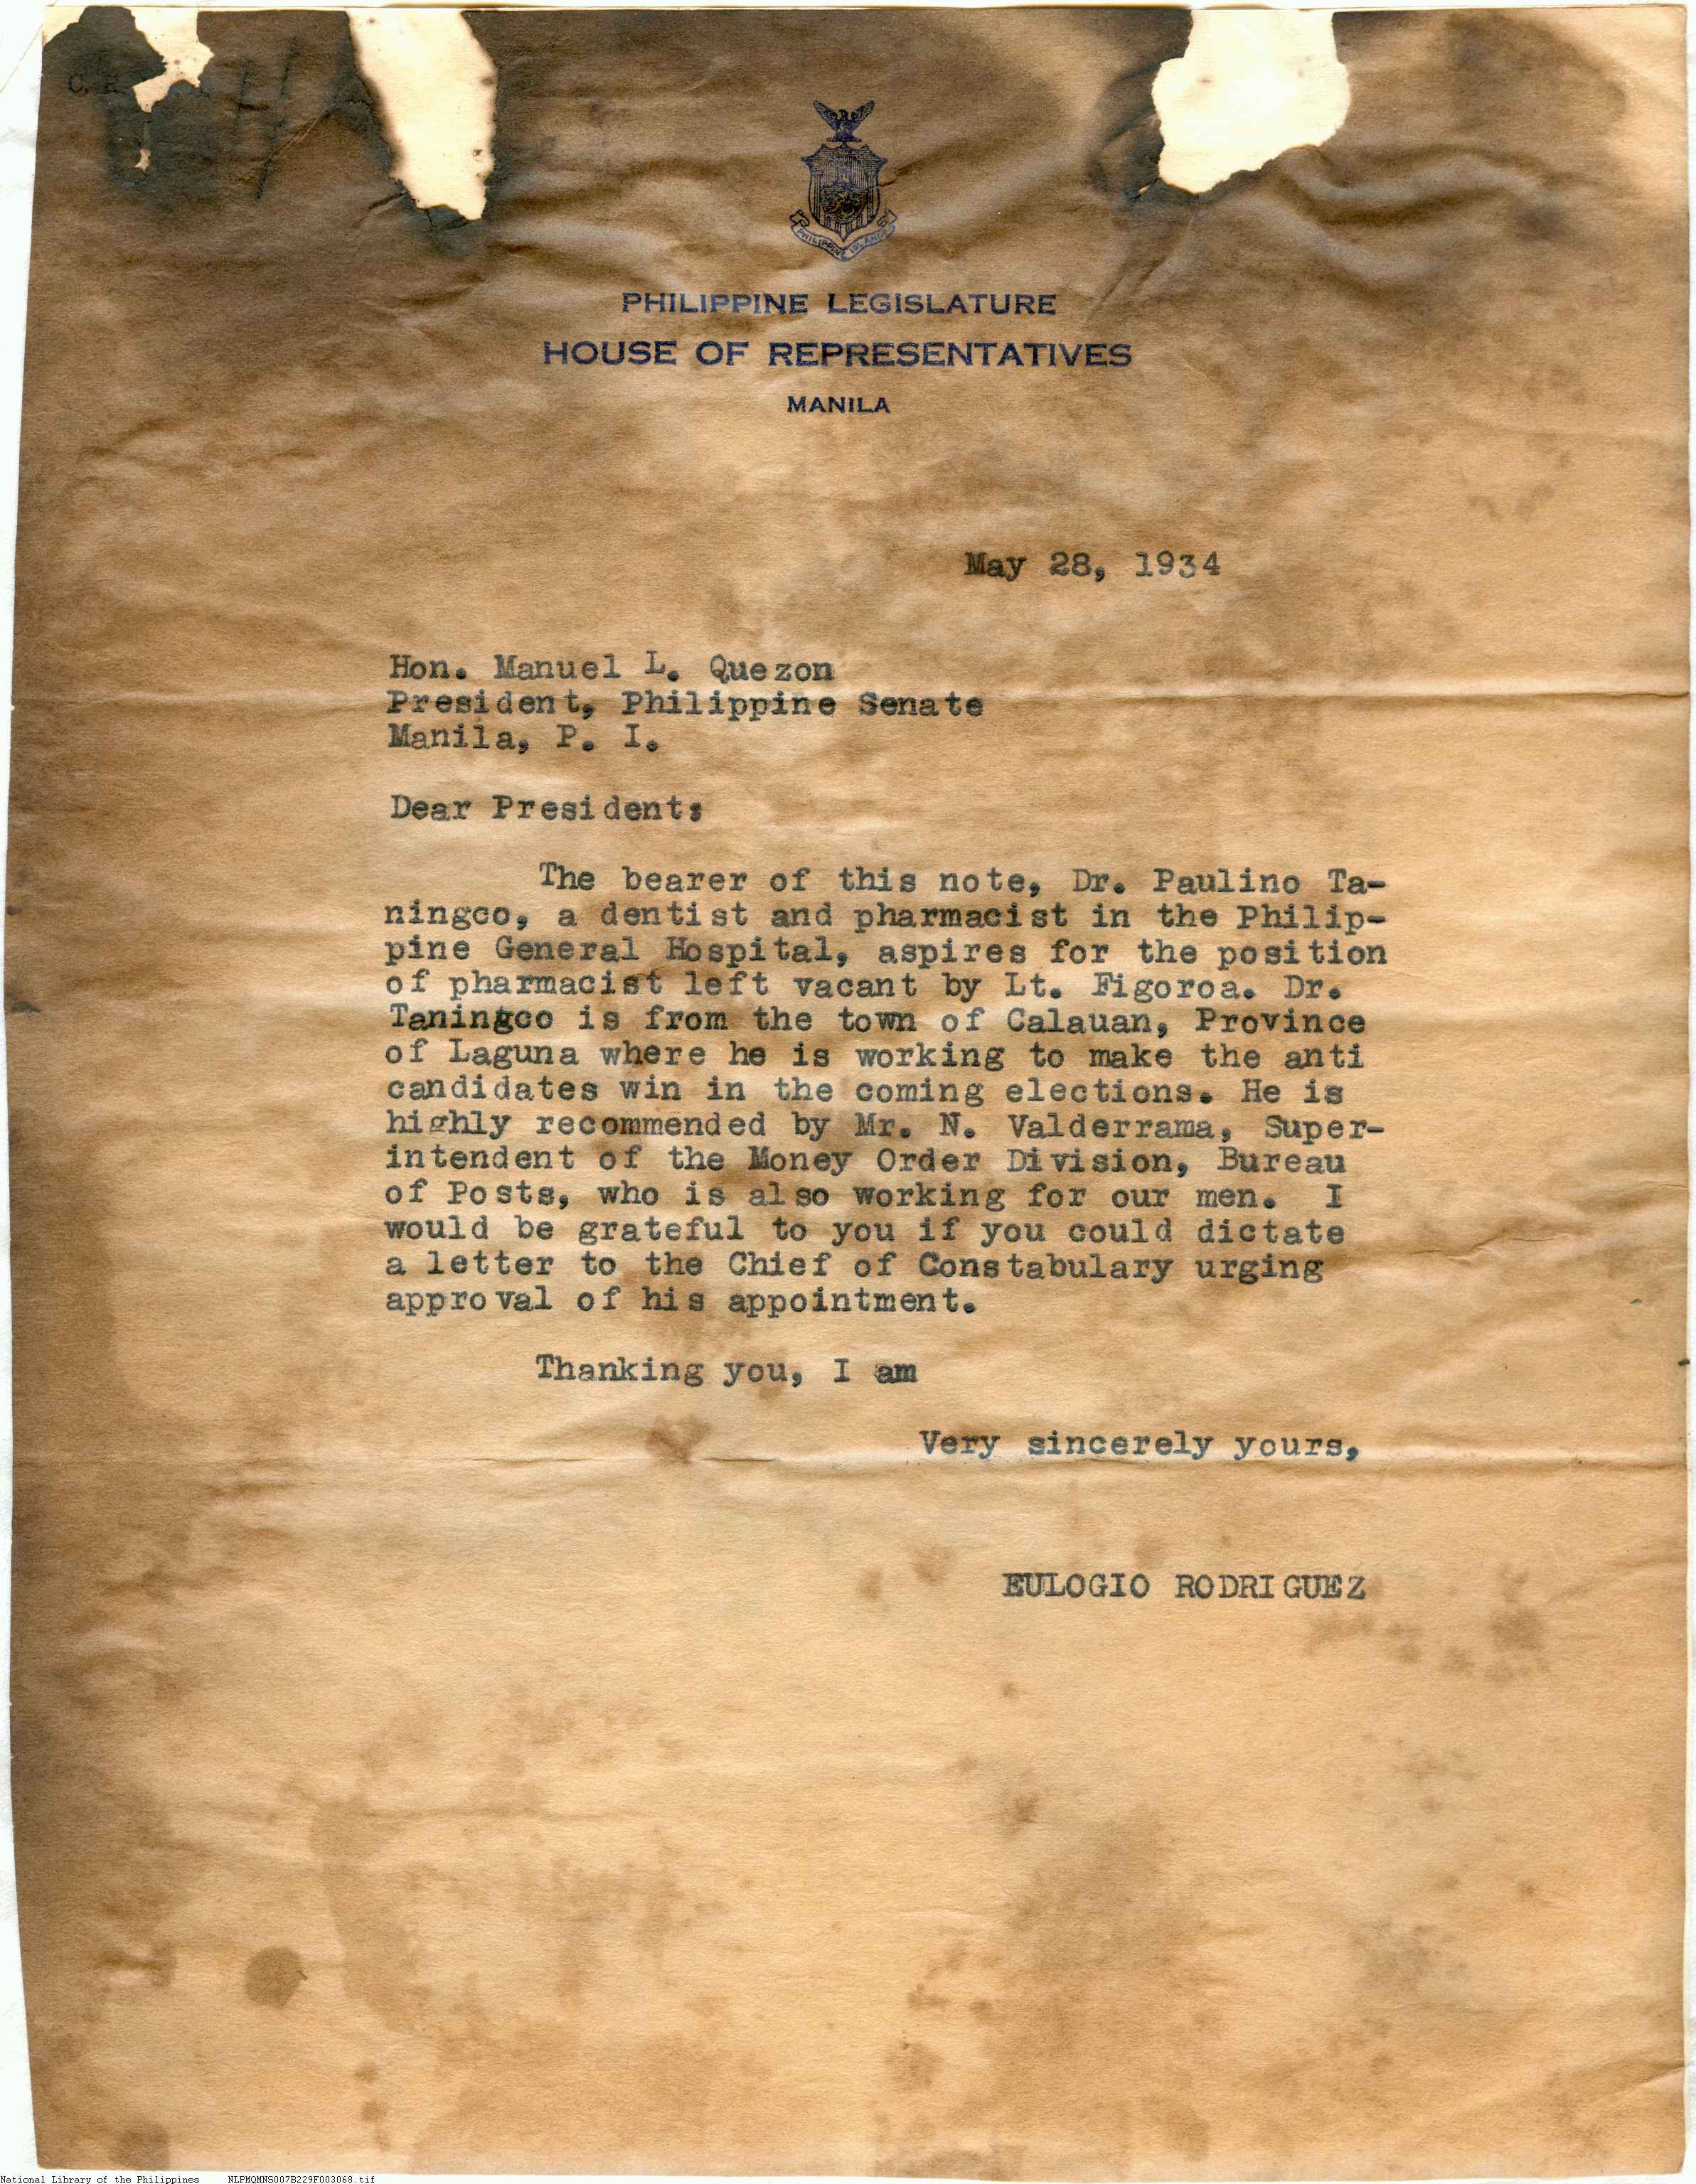 PHILIPPINE ISLANDS
PHILIPPINE LEGISLATURE
HOUSE OF REPRESENTATIVES
MANILA
May 28, 1934
Hon. Manuel L. Quezon
President, Philippine Senate
Manila, P. I.
Dear President:
The bearer of this note, Dr. Paulino Ta-
ningco, a dentist and pharmacist in the Philip-
pine General Hospital, aspires for the position
of pharmacist left vacant by Lt. Figoroa. Dr.
Taningco is from the town of Calauan, Province
of Laguna where he is working to make the anti
candidates win in the coming elections. He is
highly recommended by Mr. N. Valderrama, Super-
intendent of the Money Order Division, Bureau
of Posts, who is also working for our men. I
would be grateful to you if you could dictate
a letter to the Chief of Constabulary urging
approval of his appointment.
Thanking you, I am
Very sincerely yours,
EULOGIO RODRIGUEZ
National Library of the Philippines NLPMQMNS007B229F003068.tif